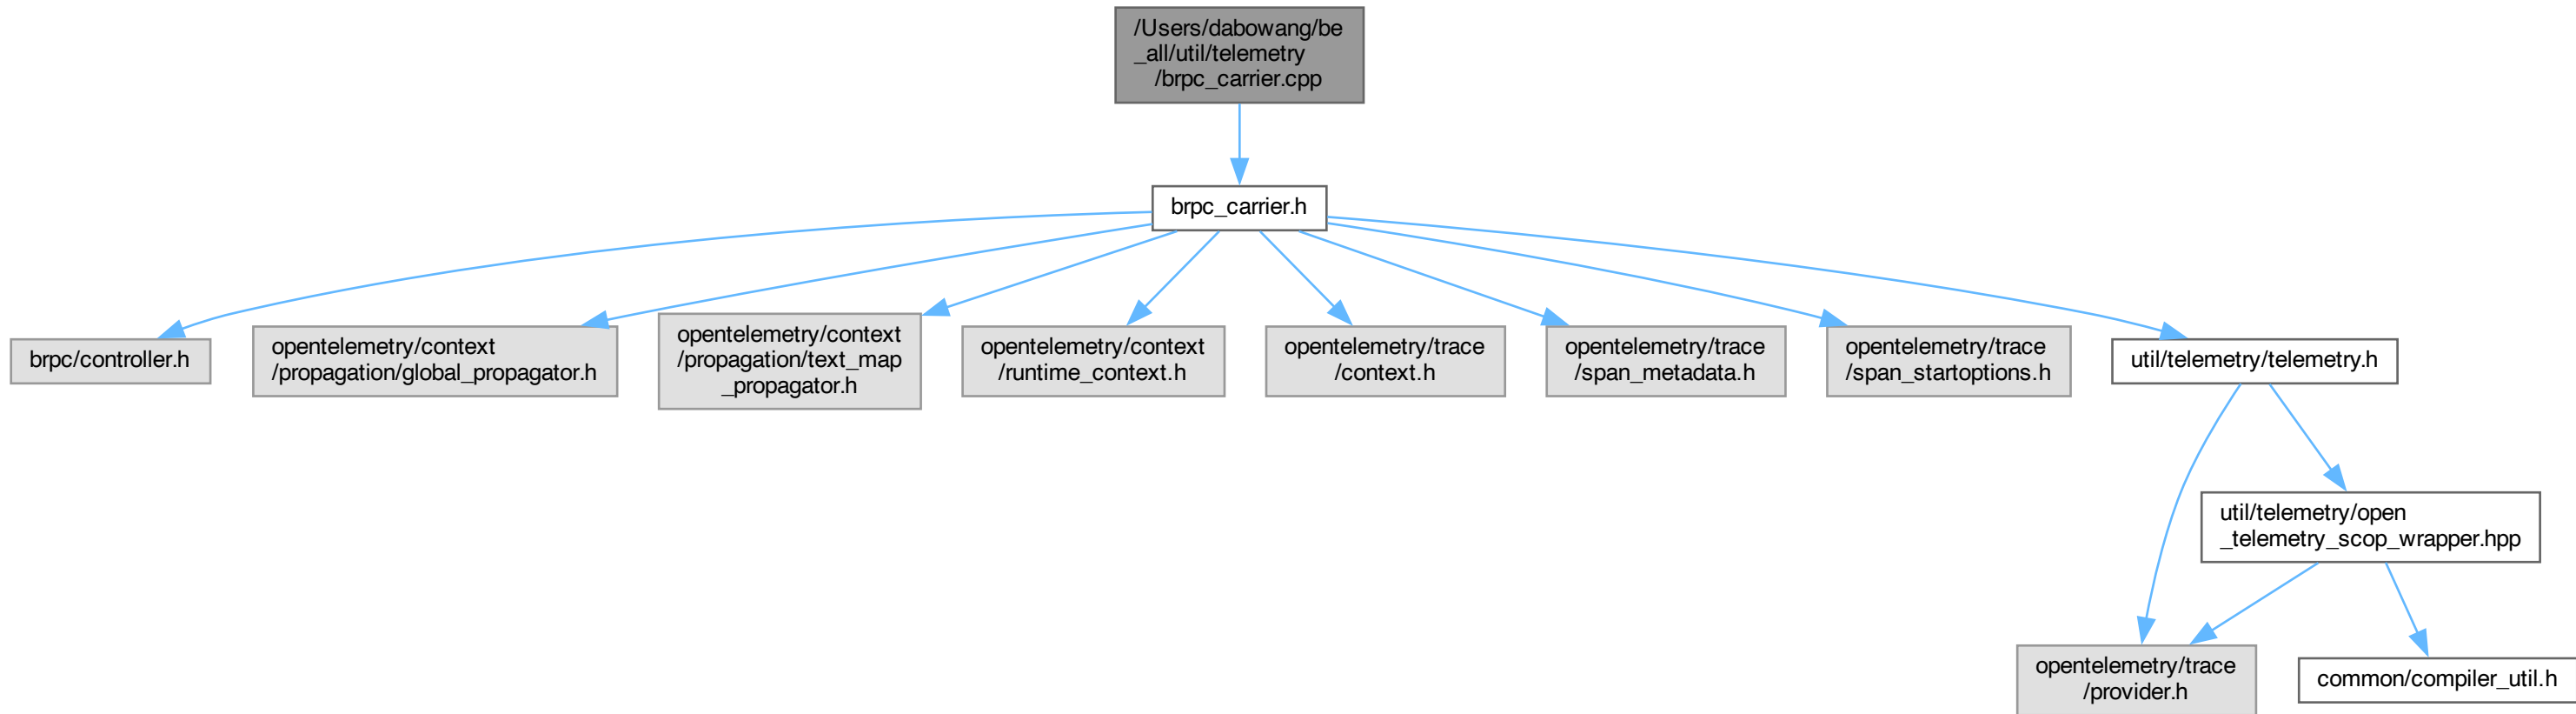 /Users/dabowang/be
_all/util/telemetry
/brpc_carrier.cpp
brpc_carrier.h
brpc/controller.h
opentelemetry/context
/propagation/global_propagator.h
opentelemetry/context
/propagation/text_map
_propagator.h
opentelemetry/context
/runtime_context.h
opentelemetry/trace
/context.h
opentelemetry/trace
/span_metadata.h
opentelemetry/trace
/span_startoptions.h
util/telemetry/telemetry.h
util/telemetry/open
_telemetry_scop_wrapper.hpp
opentelemetry/trace
/provider.h
common/compiler_util.h